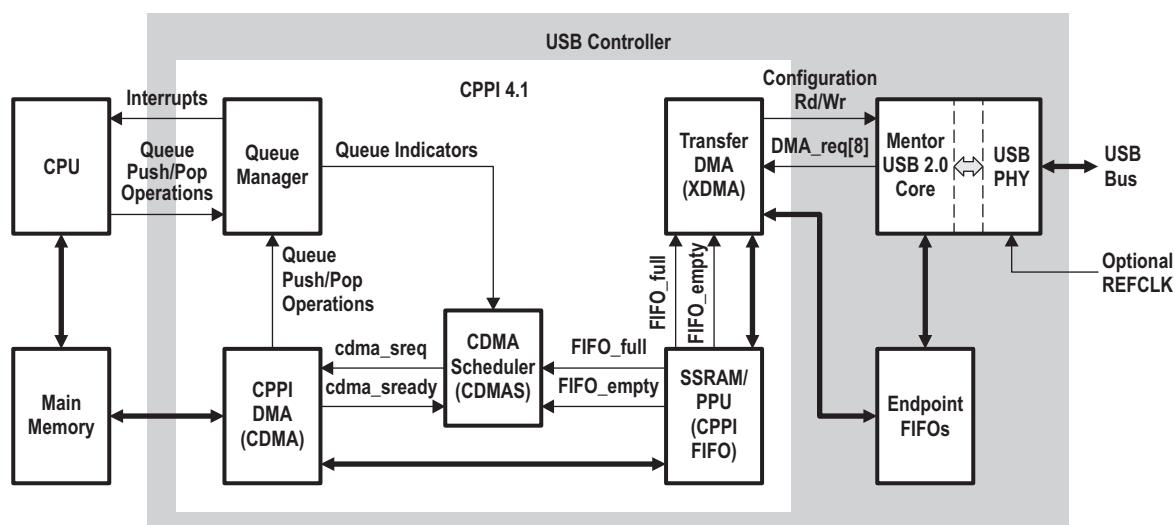 USB Controller
CPPI 4.1
Interrupts
CPU
Queue
Push/Pop
Operations
Queue
Manager
Queue Indicators
Transfer
DMA
(XDMA)
Configuration
Rd/Wr
DMA_req[8]
Mentor
USB 2.0
Core
USB
PHY
USB
Bus
Queue
Push/Pop
Operations
FIFO_full
FIFO_empty
Optional
REFCLK
Main
Memory
CPPI
DMA
(CDMA)
cdma_sreq
cdma_sready
CDMA
Scheduler
(CDMAS)
FIFO_full
FIFO_empty
SSRAM/
PPU
(CPPI
FIFO)
Endpoint
FIFOs